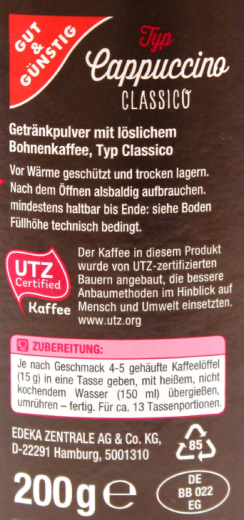 GUT
&
GÜNSTIG
Typ
Cappuccino
CLASSICO
Getränkpulver mit löslichem
Bohnenkaffee, Typ Classico
Vor Wärme geschützt und trocken lagern.
Nach dem Öffnen alsbald aufbrauchen.
mindestens haltbar bis Ende: siehe Boden
Füllhöhe technisch bedingt.
UTZ
Certified
Kaffee
Der Kaffee in diesem Produkt
wurde von UTZ-zertifizierten
Bauern angebaut, die bessere
Anbaumethoden im Hinblick auf
Mensch und Umwelt einsetzten.
www.utz.org
ZUBEREITUNG:
Je nach Geschmack 4-5 gehäufte Kaffeelöffel
(15 g) in eine Tasse geben, mit heißem, nicht
kochendem Wasser (150 ml) übergießen,
umrühren – fertig. Für ca. 13 Tassenportionen.
EDEKA ZENTRALE AG & Co. KG,
D-22291 Hamburg, 5001310
85
200g e
DE
BB 022
EG